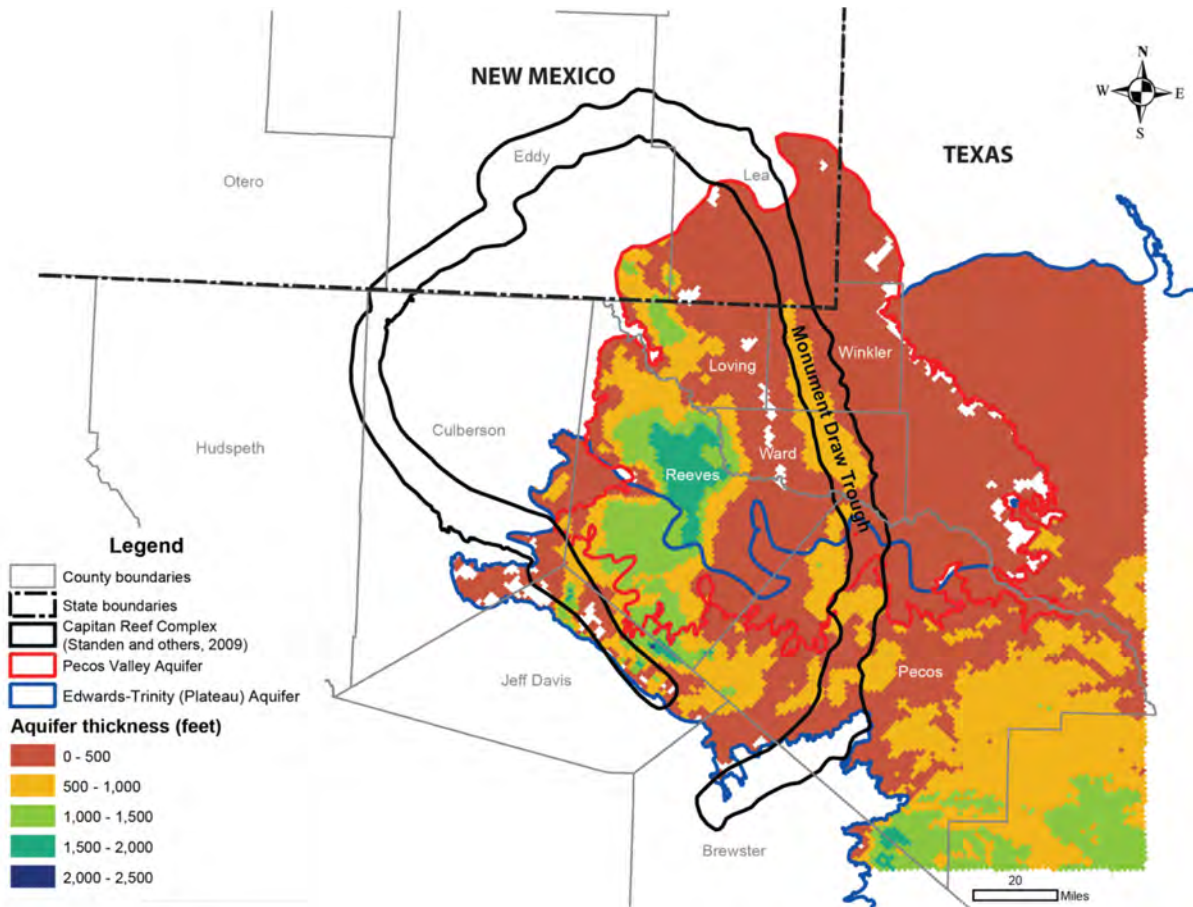 NEW MEXICO
TEXAS
N
W
E
S
Otero
Eddy
Lea
Hudspeth
Culberson
Loving
Winkler
Reeves
Ward
Monument Draw Trough
Jeff Davis
Pecos
Brewster
Legend
County boundaries
State boundaries
Capitan Reef Complex
(Standen and others, 2009)
Pecos Valley Aquifer
Edwards-Trinity (Plateau) Aquifer
Aquifer thickness (feet)
0 - 500
500 - 1,000
1,000 - 1,500
1,500 - 2,000
2,000 - 2,500
20
Miles